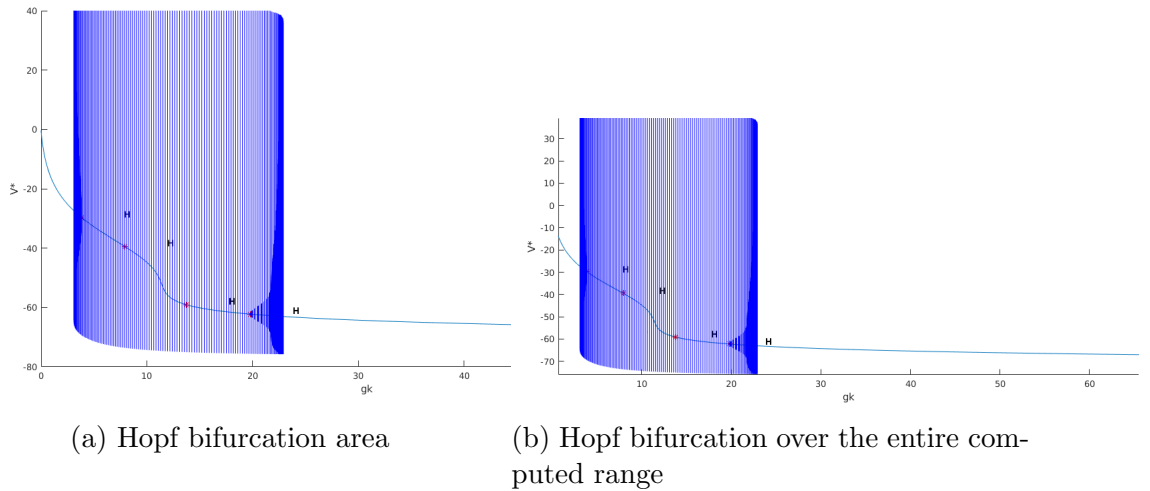 40
20
0
-20
-40
-60
-80
V*
H
H
H
H
0
10
20
30
40
gk
30
20
10
0
-10
-20
-30
-40
-50
-60
-70
V*
H
H
H
H
10
20
30
40
50
60
gk
(a) Hopf bifurcation area
(b) Hopf bifurcation over the entire com-
puted range